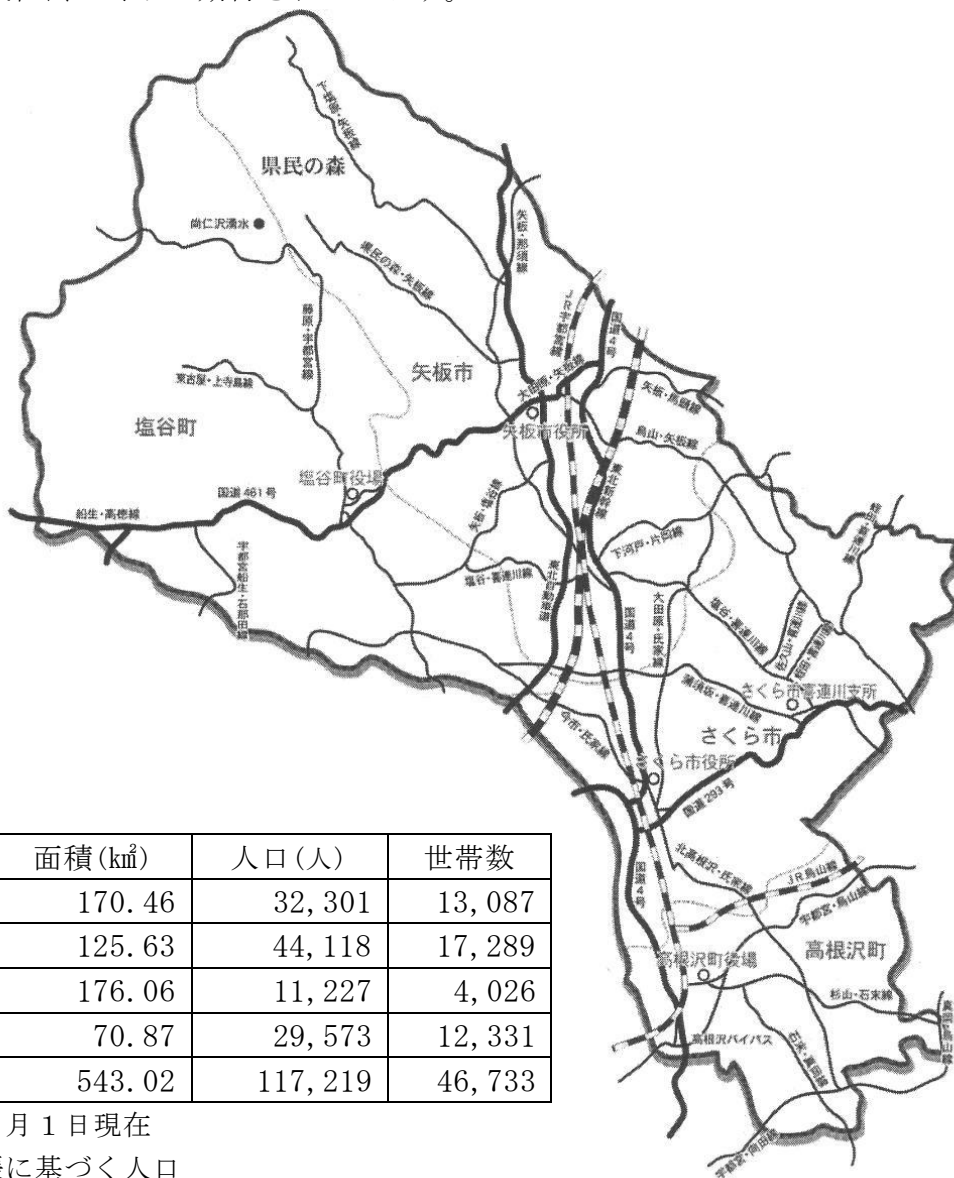 県民の森
尚仁沢湧水
矢板・那須線
県民の森・矢板線
藤原・宇都宮線
国道4号
矢板市
大田原・矢板線
東古屋・上寺島線
矢板・馬頭線
塩谷町
矢板市役所
烏山・矢板線
塩谷町役場
国道461号
船生・高徳線
矢板・塩谷線
下河戸・片岡線
蛭田・喜連川線
宇都宮船生・石那田線
塩谷・喜連川線
東北自動車道
国道4号
大田原・氏家線
塩谷・喜連川線
佐久山・喜連川線
さくら市喜連川支所
今市・氏家線
さくら市
さくら市役所
国道293号
面積(㎢) 人口(人) 世帯数
170.46 32,301 13,087
125.63 44,118 17,289
176.06 11,227 4,026
70.87 29,573 12,331
543.02 117,219 46,733
月1日現在
に基づく人口
国道4号
北高根沢・氏家線
JR烏山線
宇都宮・烏山線
高根沢町
高根沢町役場
杉山・石末線
真岡・烏山線
高根沢バイパス
石末・真岡線
宇都宮・向田線